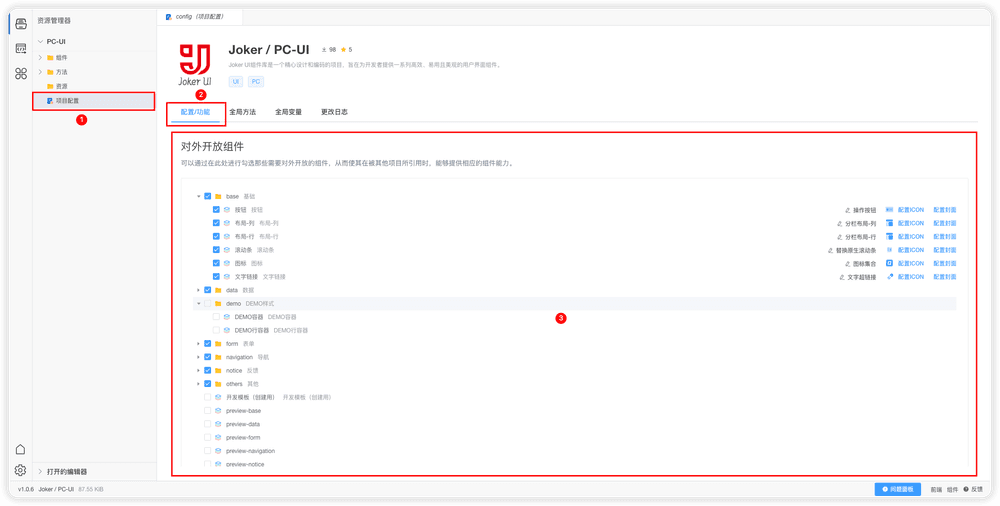 资源管理器
config（项目配置）
PC-UI
组件
方法
资源
项目配置
1
Joker UI
Joker / PC-UI 98 5
Joker UI组件库是一个精心设计和编码的项目，旨在为开发者提供一系列高效、易用且美观的用户界面组件。
UI PC
2
配置/功能 全局方法 全局变量 更改日志
对外开放组件
可以通过在此处进行勾选那些需要对外开放的组件，从而使其在被其他项目所引用时，能够提供相应的组件能力。
base 基础
按钮 按钮 操作按钮 配置ICON 配置封面
布局-列 布局-列 分栏布局-列 配置ICON 配置封面
布局-行 布局-行 分栏布局-行 配置ICON 配置封面
滚动条 滚动条 替换原生滚动条 配置ICON 配置封面
图标 图标 图标集合 配置ICON 配置封面
文字链接 文字链接 文字超链接 配置ICON 配置封面
data 数据
demo DEMO样式
DEMO容器 DEMO容器
3
DEMO行容器 DEMO行容器
form 表单
navigation 导航
notice 反馈
others 其他
开发模板（创建用） 开发模板（创建用）
preview-base
preview-data
preview-form
preview-navigation
preview-notice
打开的编辑器
v1.0.6 Joker / PC-UI 87.55 KiB
问题面板 前端 组件 反馈